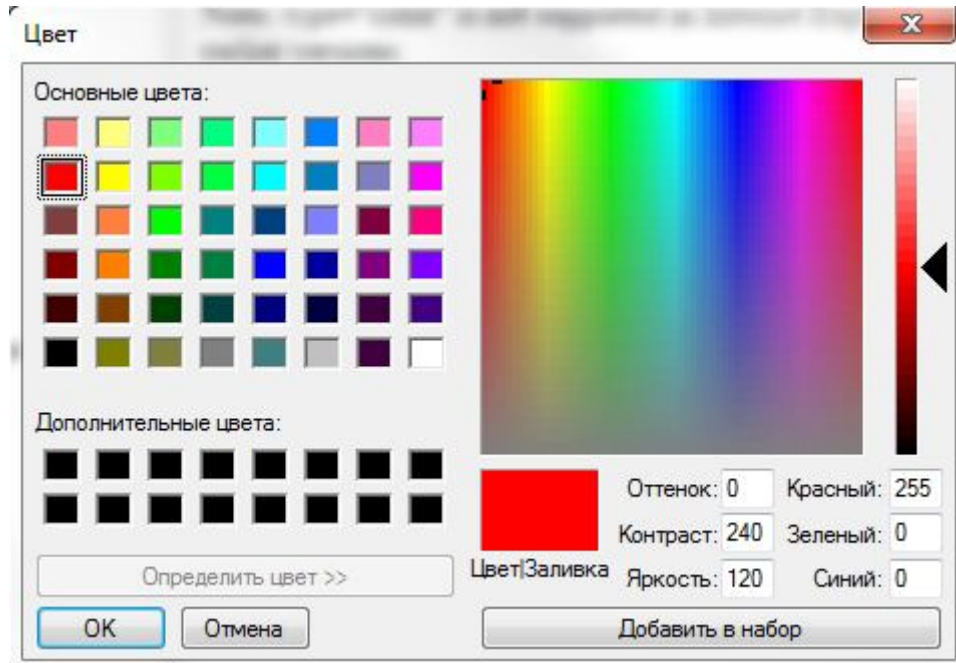 Цвет
Основные цвета:
Дополнительные цвета:
Определить цвет >>
OK
Отмена
Оттенок: 0
Красный: 255
Контраст: 240
Зеленый: 0
Цвет|Заливка
Яркость: 120
Синий: 0
Добавить в набор